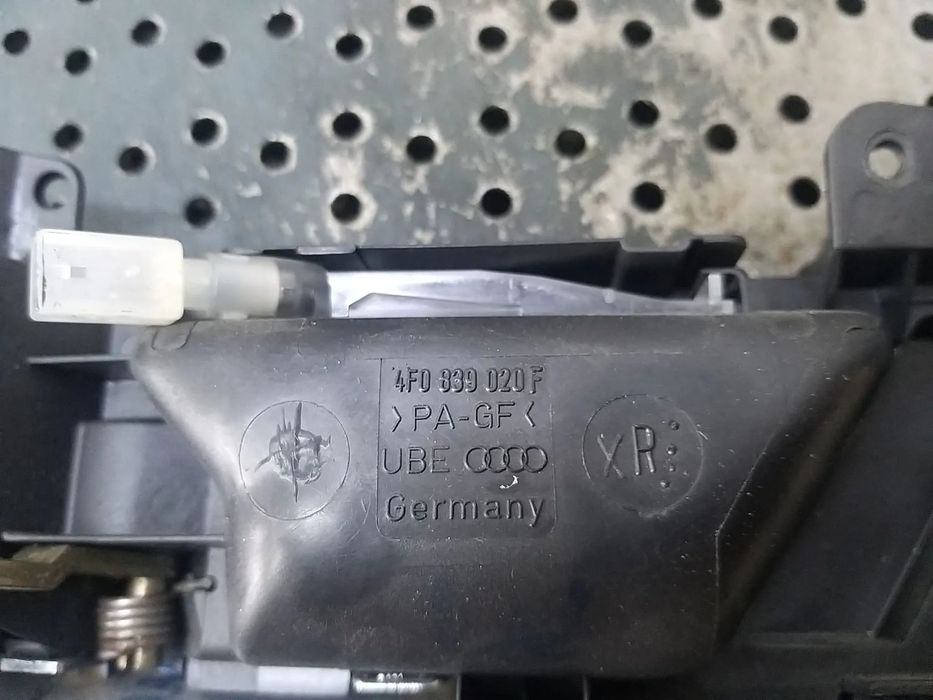 4F0 839 020 F
>PA-GF<
UBE
Germany
xR